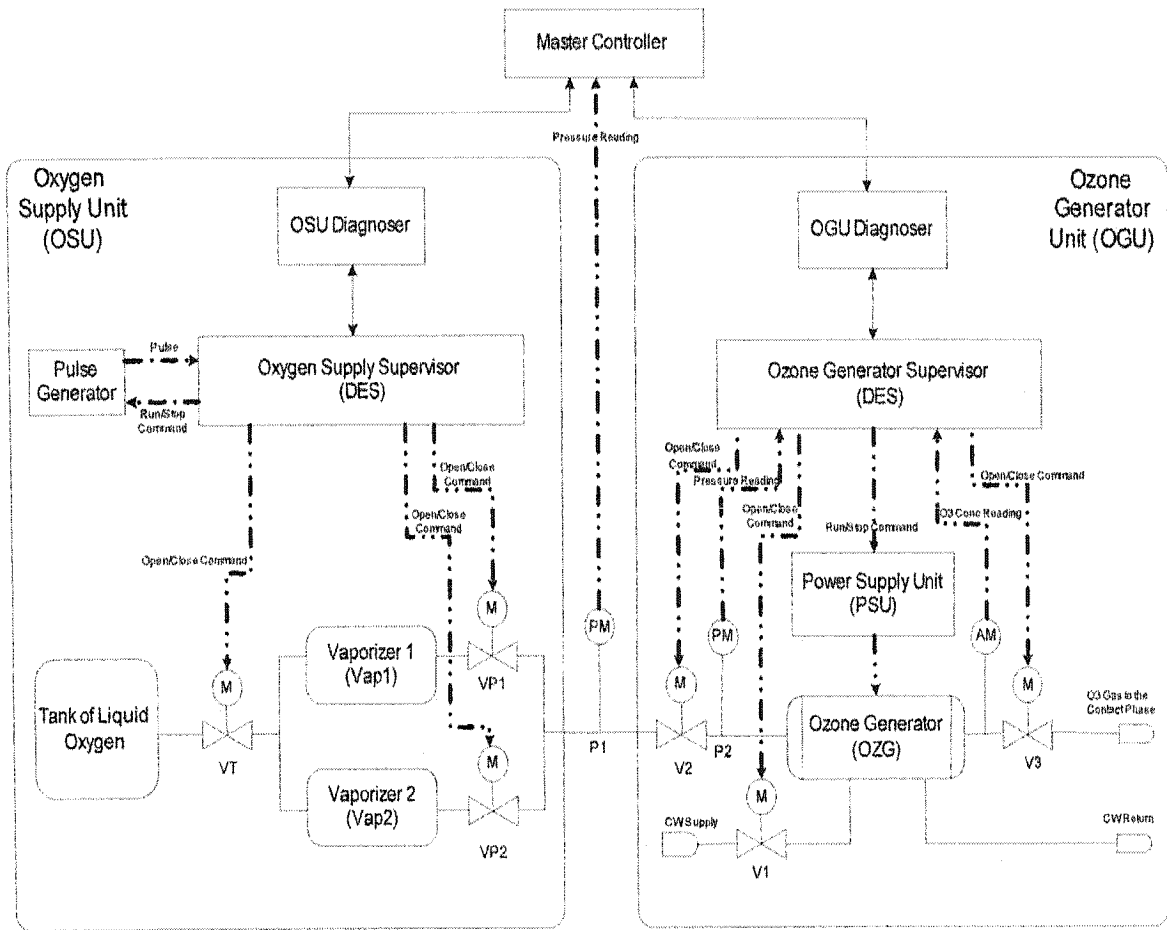 Master Controller
Pressure Reading
Oxygen
Supply Unit
(OSU)
Ozone
Generator
Unit (OGU)
OSU Diagnoser
OGU Diagnoser
Pulse
Generator
Pulse
Run/Stop
Command
Oxygen Supply Supervisor
(DES)
Ozone Generator Supervisor
(DES)
Open/Close
Command
Open/Close
Command
Open/Close Command
Open/Close
Command
Pressure Reading
Open/Close
Command
Run/Stop Command
O3 Conc Reading
Open/Close Command
Power Supply Unit
(PSU)
M
PM
PM
AM
M
Vaporizer 1
(Vap1)
VP1
M
M
M
Tank of Liquid
Oxygen
VT
Ozone Generator
(OZG)
O3 Gas to the
Contact Phase
P1
V2
P2
V3
Vaporizer 2
(Vap2)
VP2
M
CW Supply
V1
CW Return